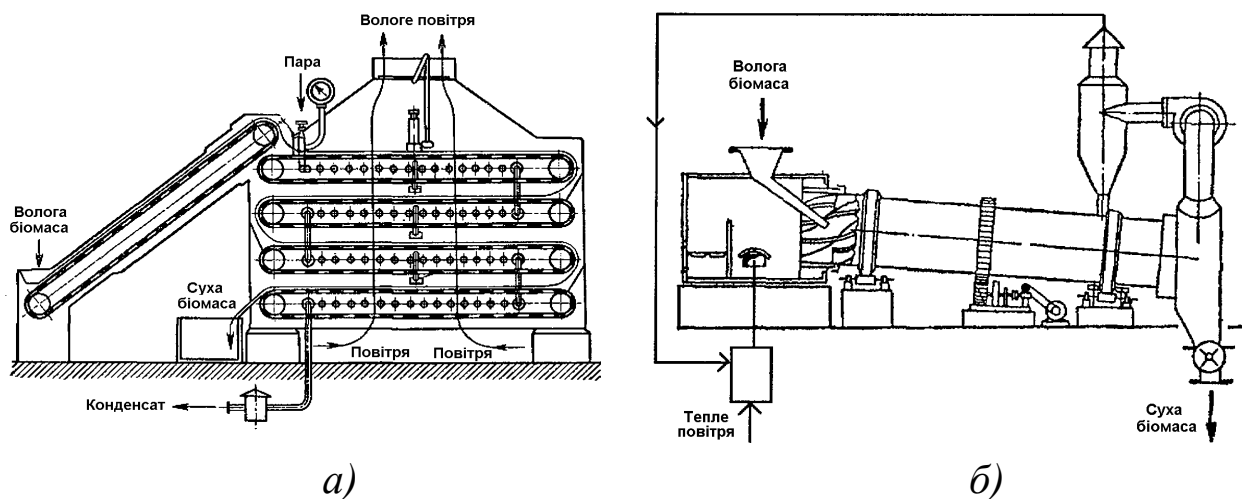 Вологе повітря
Пара
Волога
біомаса
Суха
біомаса
Повітря
Повітря
Конденсат
а)
Волога
біомаса
Тепле
повітря
Суха
біомаса
б)